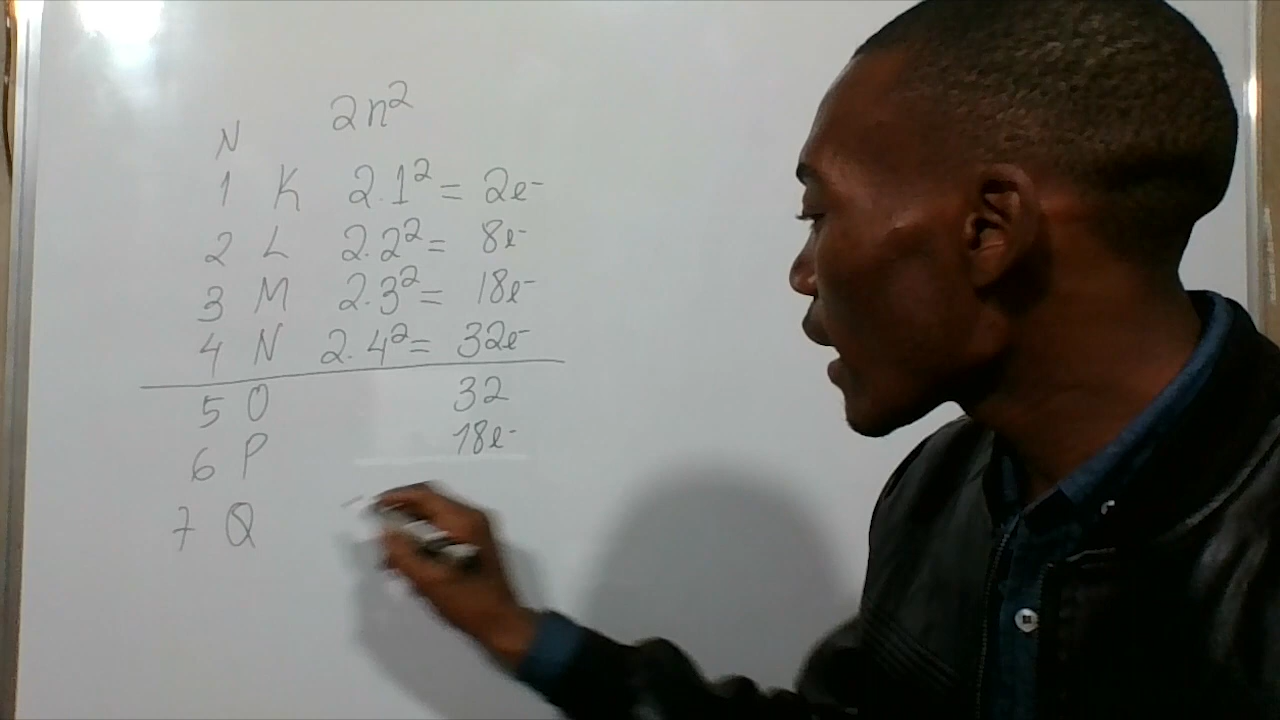 2n²
N
1 K 2.1² = 2e⁻
2 L 2.2² = 8e⁻
3 M 2.3² = 18e⁻
4 N 2.4² = 32e⁻
5 O 32
6 P 18e⁻
7 Q